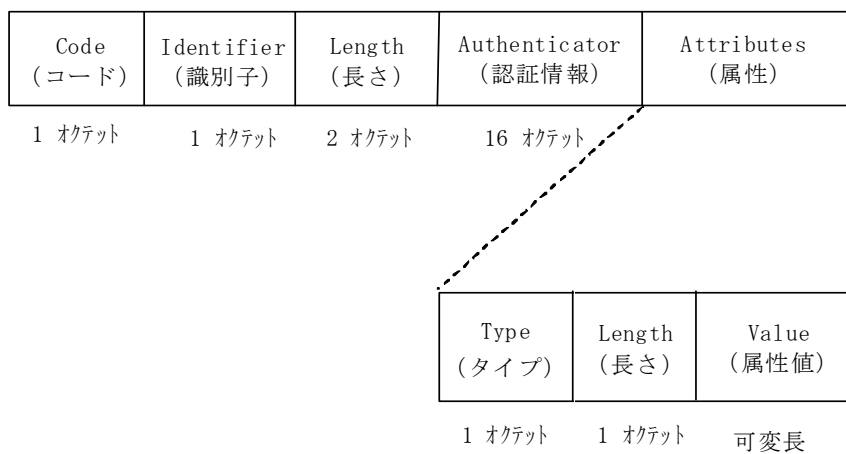 Code
(コード)
Identifier
(識別子)
Length
(長さ)
Authenticator
(認証情報)
Attributes
(属性)
1 ｵｸﾃｯﾄ
1 ｵｸﾃｯﾄ
2 ｵｸﾃｯﾄ
16 ｵｸﾃｯﾄ
Type
(タイプ)
Length
(長さ)
Value
(属性値)
1 ｵｸﾃｯﾄ
1 ｵｸﾃｯﾄ
可変長